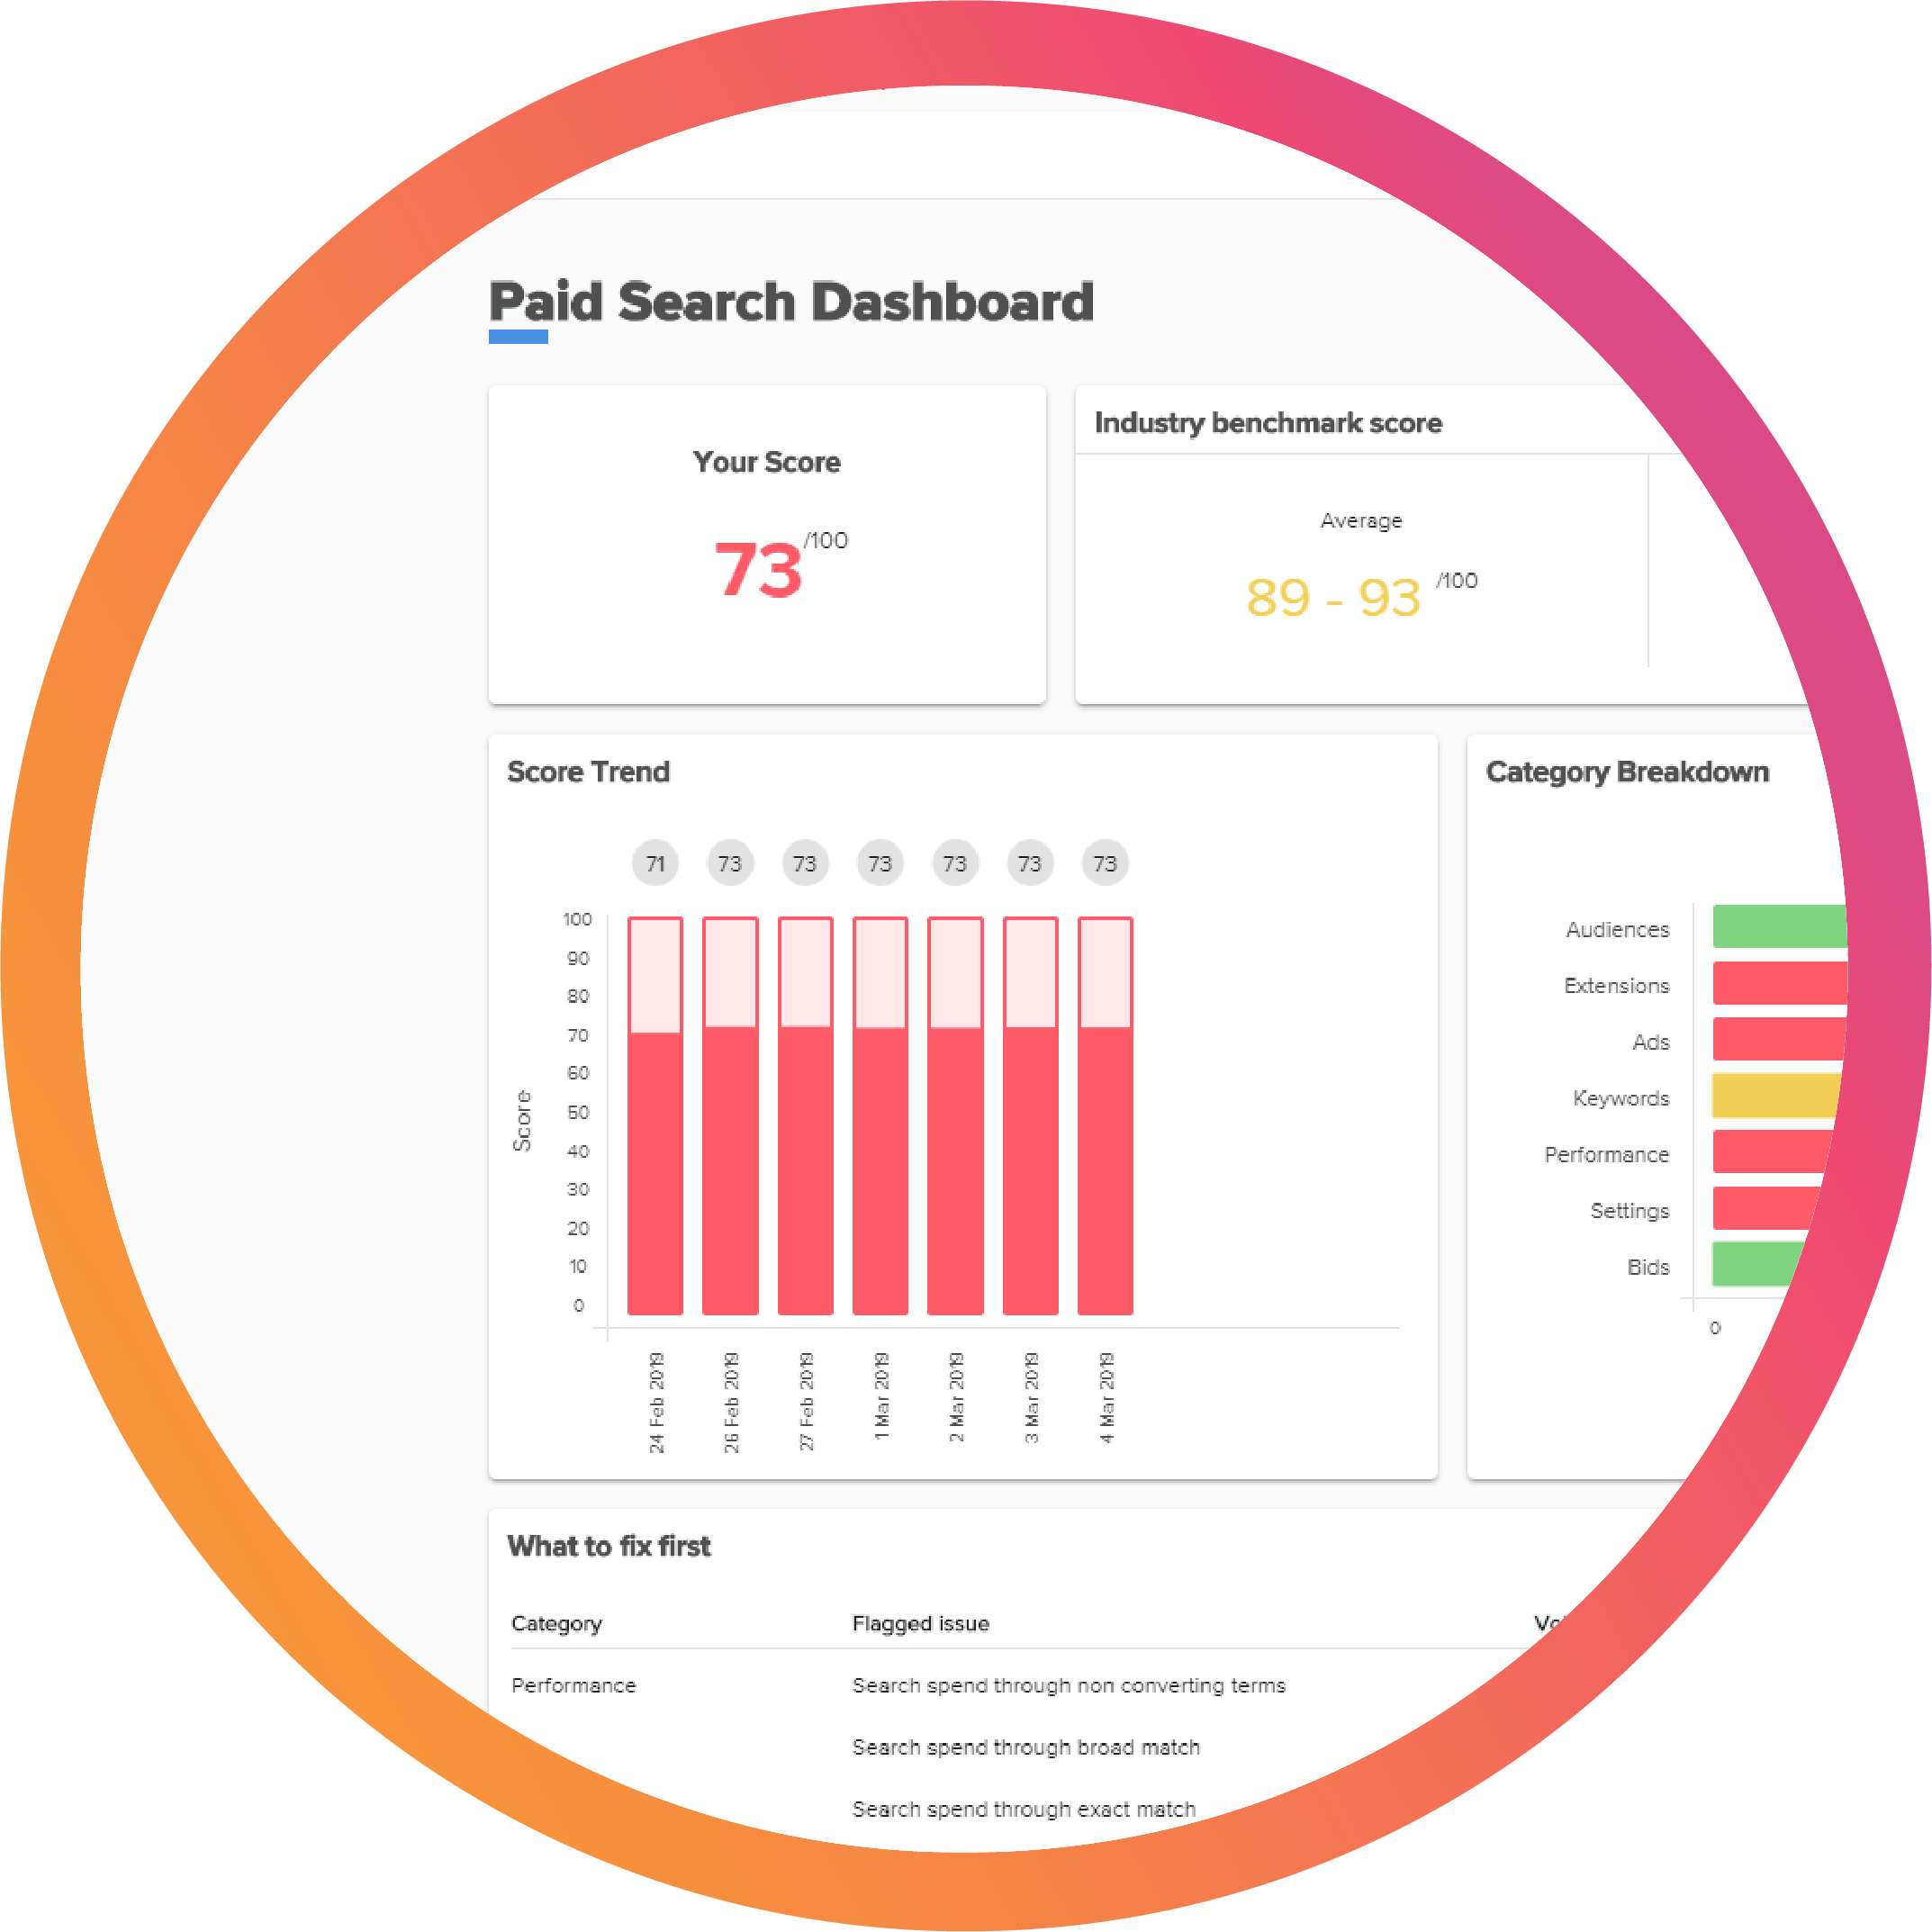 Paid Search Dashboard
Your Score
73 /100
Industry benchmark score
Average
89 - 93 /100
Score Trend
71 73 73 73 73 73 73
100
90
80
70
60
50
40
30
20
10
0
Score
24 Feb 2019
26 Feb 2019
27 Feb 2019
1 Mar 2019
2 Mar 2019
3 Mar 2019
4 Mar 2019
Category Breakdown
Audiences
Extensions
Ads
Keywords
Performance
Settings
Bids
0
What to fix first
Category Flagged issue
Performance Search spend through non converting terms
Search spend through broad match
Search spend through exact match